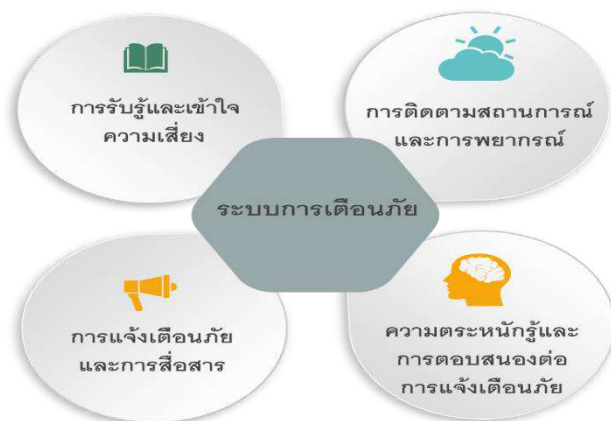 การรับรู้และเข้าใจ
ความเสี่ยง
การติดตามสถานการณ์
และการพยากรณ์
ระบบการเตือนภัย
การแจ้งเตือนภัย
และการสื่อสาร
ความตระหนักรู้และ
การตอบสนองต่อ
การแจ้งเตือนภัย